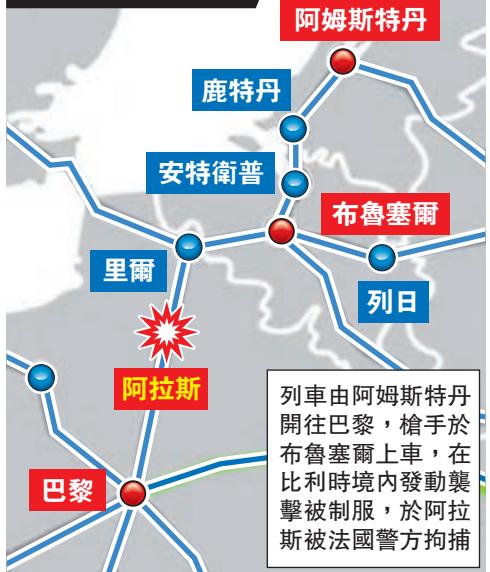 阿姆斯特丹
鹿特丹
安特衛普
布魯塞爾
里爾
列日
阿拉斯
巴黎
列車由阿姆斯特丹
開往巴黎，槍手於
布魯塞爾上車，在
比利時境內發動襲
擊被制服，於阿拉
斯被法國警方拘捕